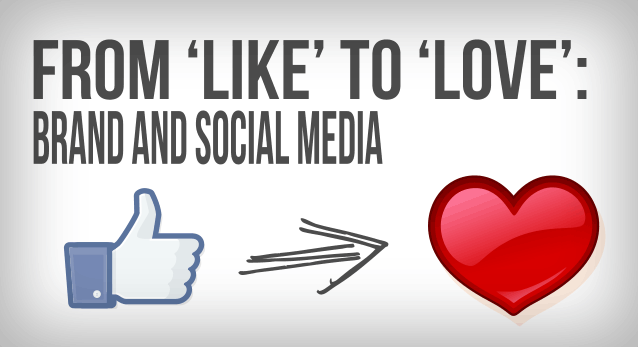 FROM ‘LIKE’ TO ‘LOVE’:
BRAND AND SOCIAL MEDIA